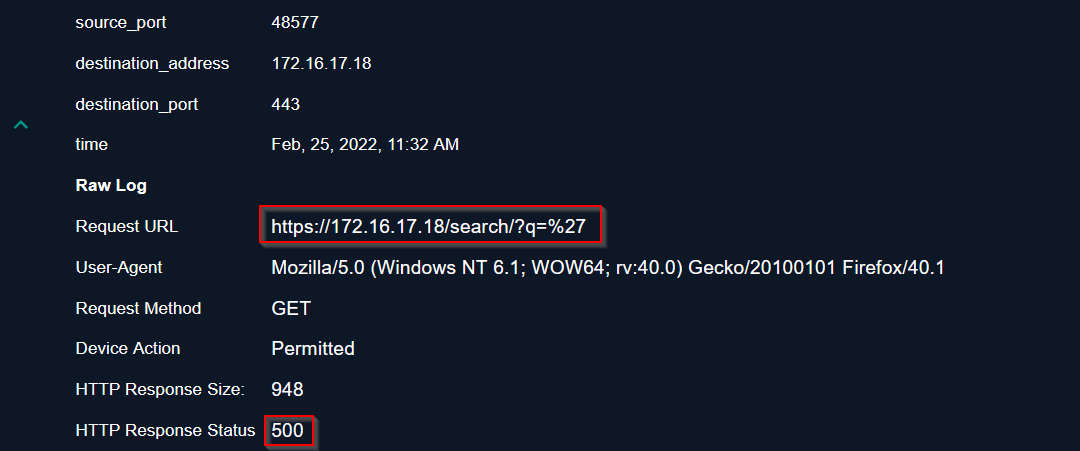 source_port 48577
destination_address 172.16.17.18
destination_port 443
time Feb, 25, 2022, 11:32 AM
Raw Log
Request URL https://172.16.17.18/search/?q=%27
User-Agent Mozilla/5.0 (Windows NT 6.1; WOW64; rv:40.0) Gecko/20100101 Firefox/40.1
Request Method GET
Device Action Permitted
HTTP Response Size: 948
HTTP Response Status 500